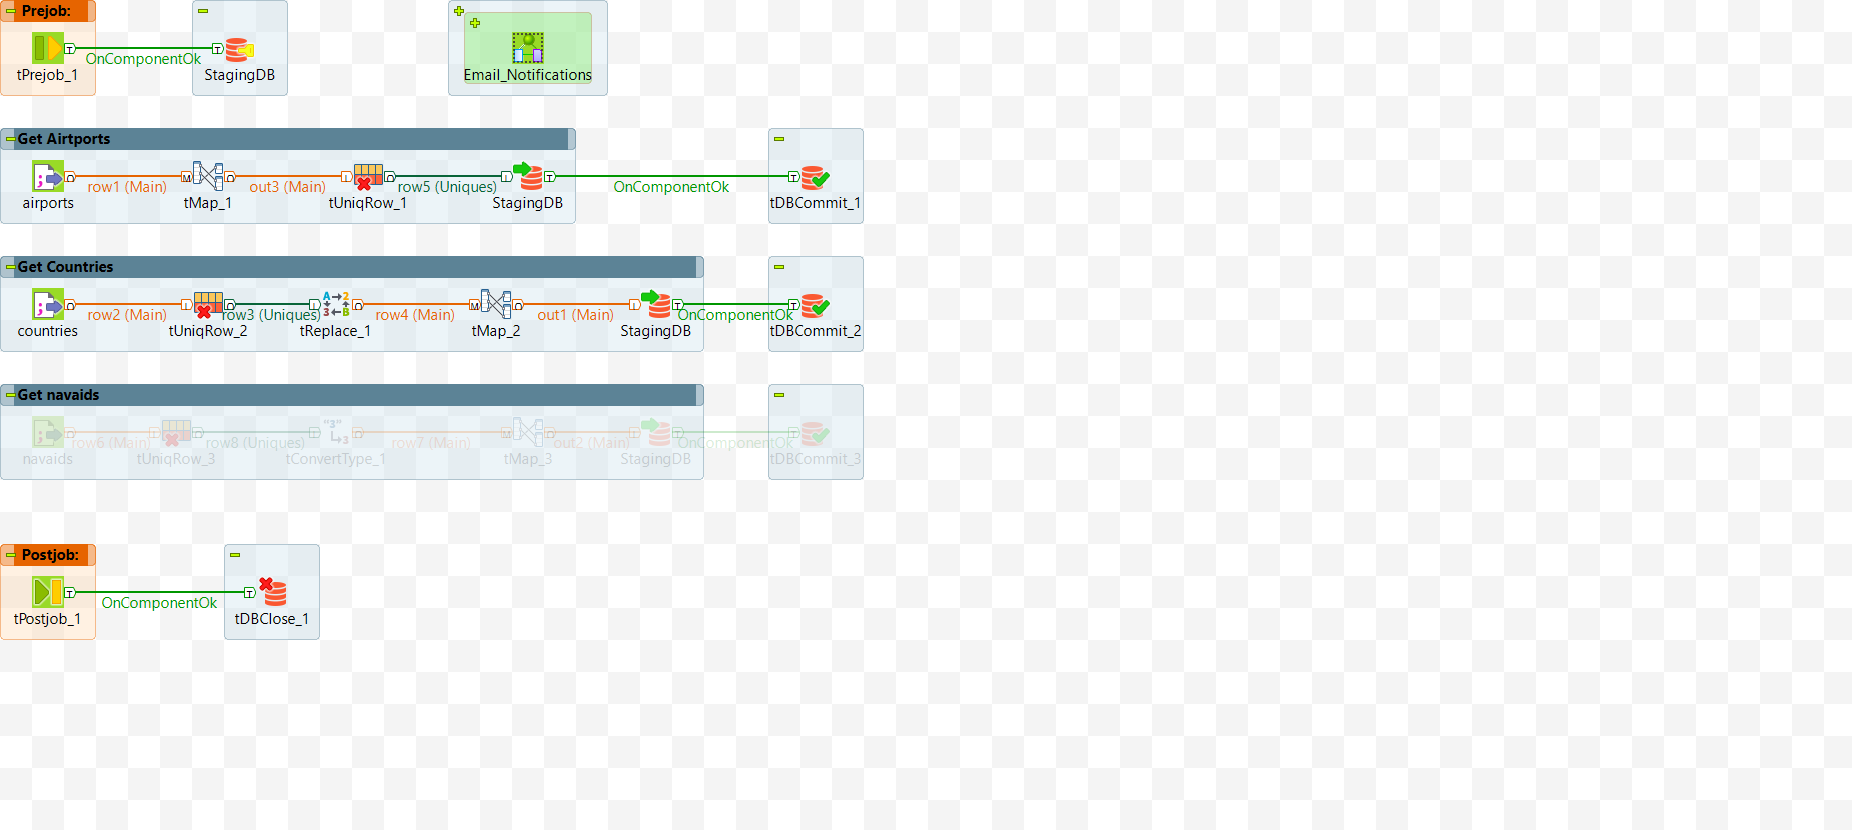 Prejob:
OnComponentOk
tPrejob_1
StagingDB
Email_Notifications
Get Airtports
row1 (Main)
out3 (Main)
row5 (Uniques)
OnComponentOk
airports
tMap_1
tUniqRow_1
StagingDB
tDBCommit_1
Get Countries
row2 (Main)
row3 (Uniques)
row4 (Main)
out1 (Main)
OnComponentOk
countries
tUniqRow_2
tReplace_1
tMap_2
StagingDB
tDBCommit_2
Get navaids
row6 (Main)
row8 (Uniques)
row7 (Main)
out2 (Main)
OnComponentOk
navaids
tUniqRow_3
tConvertType_1
tMap_3
StagingDB
tDBCommit_3
Postjob:
OnComponentOk
tPostjob_1
tDBClose_1